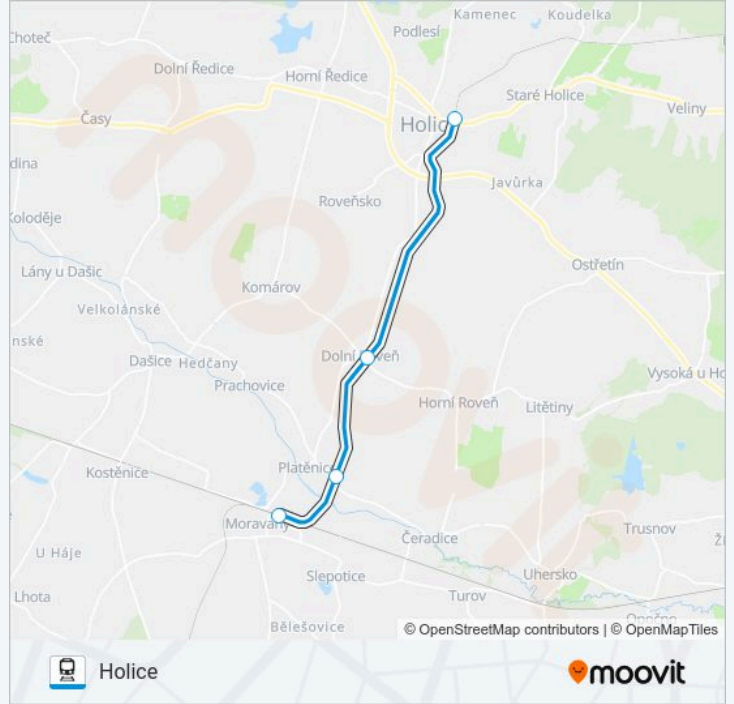 Kamenec
Koudelka
Choteč
Podlesí
Dolní Ředice
Horní Ředice
Staré Holice
Časy
Holic
Veliny
dina
Javůrka
Roveňsko
Koloděje
Lány u Dašic
Ostřetín
Komárov
Velkolánské
nské
Dašice
Hedčany
Dolní Roveň
Prachovice
Vysoká u Ho
Horní Roveň
Litětiny
Kostěnice
Platěnice
Moravany
Trusnov
Čeradice
U Háje
Uhersko
Slepotice
Lhota
Turov
Bělešovice
© OpenStreetMap contributors | © OpenMapTiles
Holice
moovit
moovit